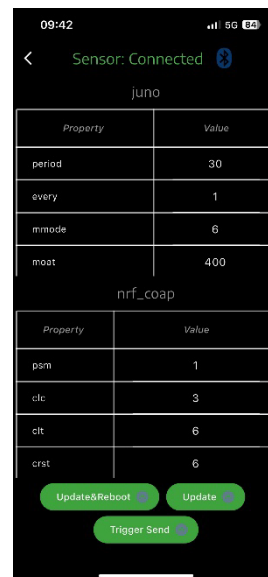 09:42 5G 84
Sensor: Connected
juno
Property Value
period 30
every 1
mmode 6
moat 400
nrf_coap
Property Value
psm 1
clc 3
clt 6
crst 6
Update&Reboot Update
Trigger Send